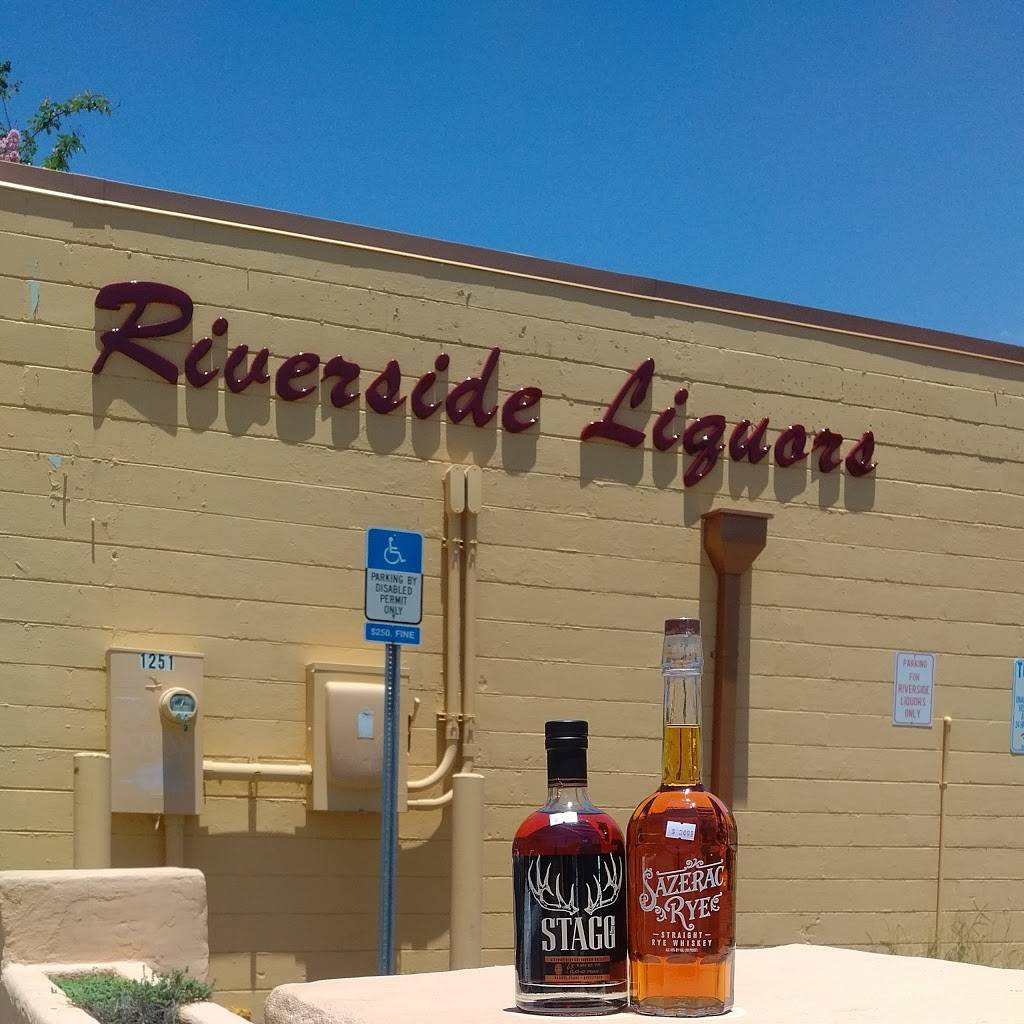 Riverside Liquors
PARKING BY
DISABLED
PERMIT
ONLY
$250. FINE
1251
PARKING
FOR
RIVERSIDE
LIQUORS
ONLY
STAGG
SAZERAC
RYE
STRAIGHT
RYE WHISKEY